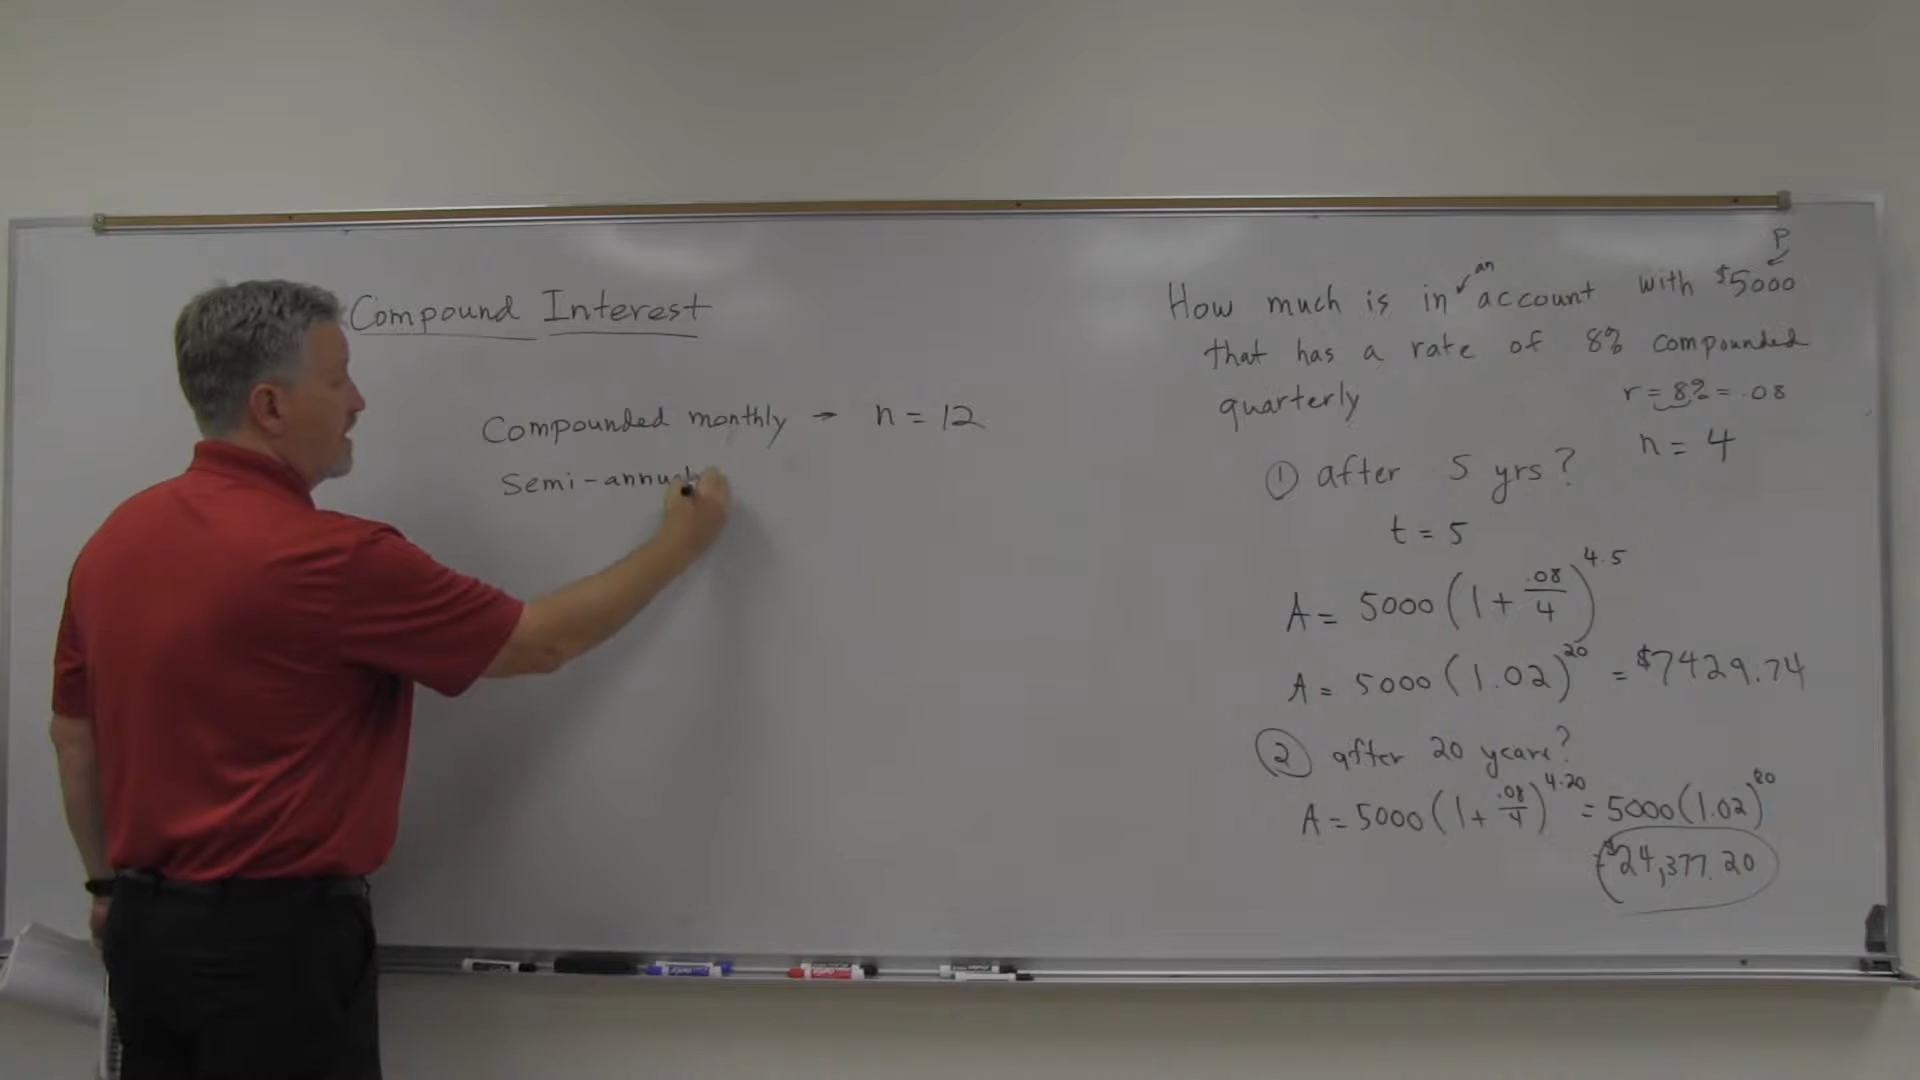 Compound Interest
Compounded monthly → n = 12
Semi-annual
P
an
How much is in account with $5000
that has a rate of 8% compounded
quarterly
r = 8% = .08
n = 4
① after 5 yrs?
t = 5
A = 5000 (1 + .08/4)^4·5
A = 5000 (1.02)^20 = $7429.74
② after 20 years?
A = 5000 (1 + .08/4)^4·20 = 5000 (1.02)^80
= $24,377.20